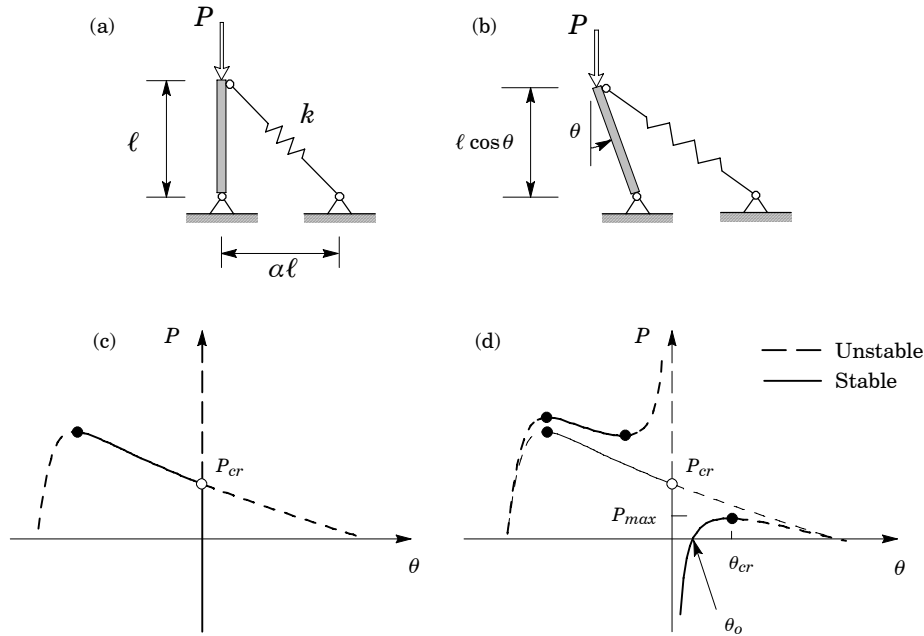 (a)
P
ℓ
k
αℓ
(b)
P
θ
ℓ cos θ
(c)
P
P_cr
θ
(d)
P
Unstable
Stable
P_cr
P_max
θ_cr
θ
θ_o